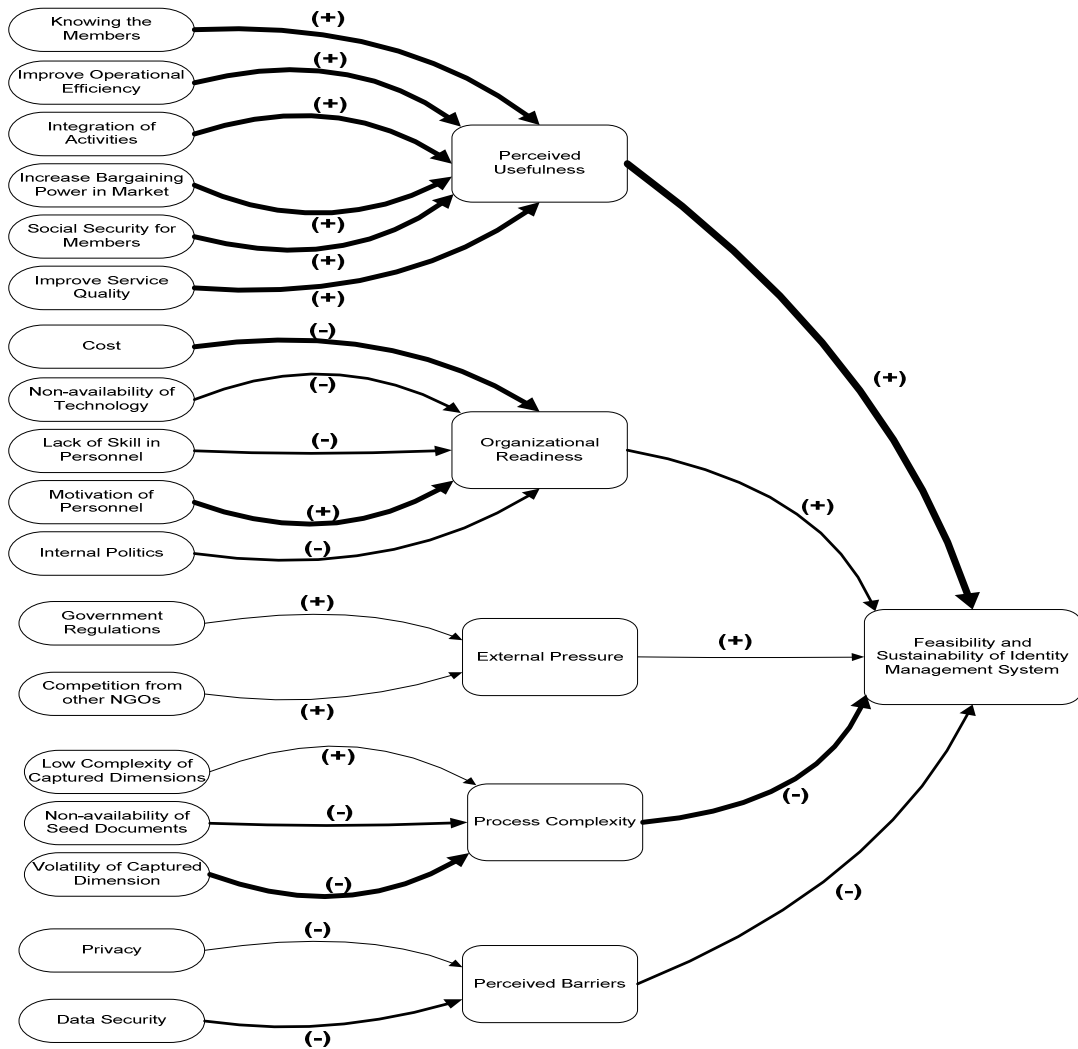 Knowing the
Members
(+)
Improve Operational
Efficiency
(+)
Integration of
Activities
(+)
Increase Bargaining
Power in Market
(+)
Social Security for
Members
(+)
Improve Service
Quality
(+)
Perceived
Usefulness
(+)
Cost
(-)
Non-availability of
Technology
(-)
Lack of Skill in
Personnel
(-)
Motivation of
Personnel
(+)
Internal Politics
(-)
Organizational
Readiness
(+)
Government
Regulations
(+)
Competition from
other NGOs
(+)
External Pressure
(+)
Feasibility and
Sustainability of Identity
Management System
Low Complexity of
Captured Dimensions
(+)
Non-availability of
Seed Documents
(-)
Volatility of Captured
Dimension
(-)
Process Complexity
(-)
Privacy
(-)
Data Security
(-)
Perceived Barriers
(-)